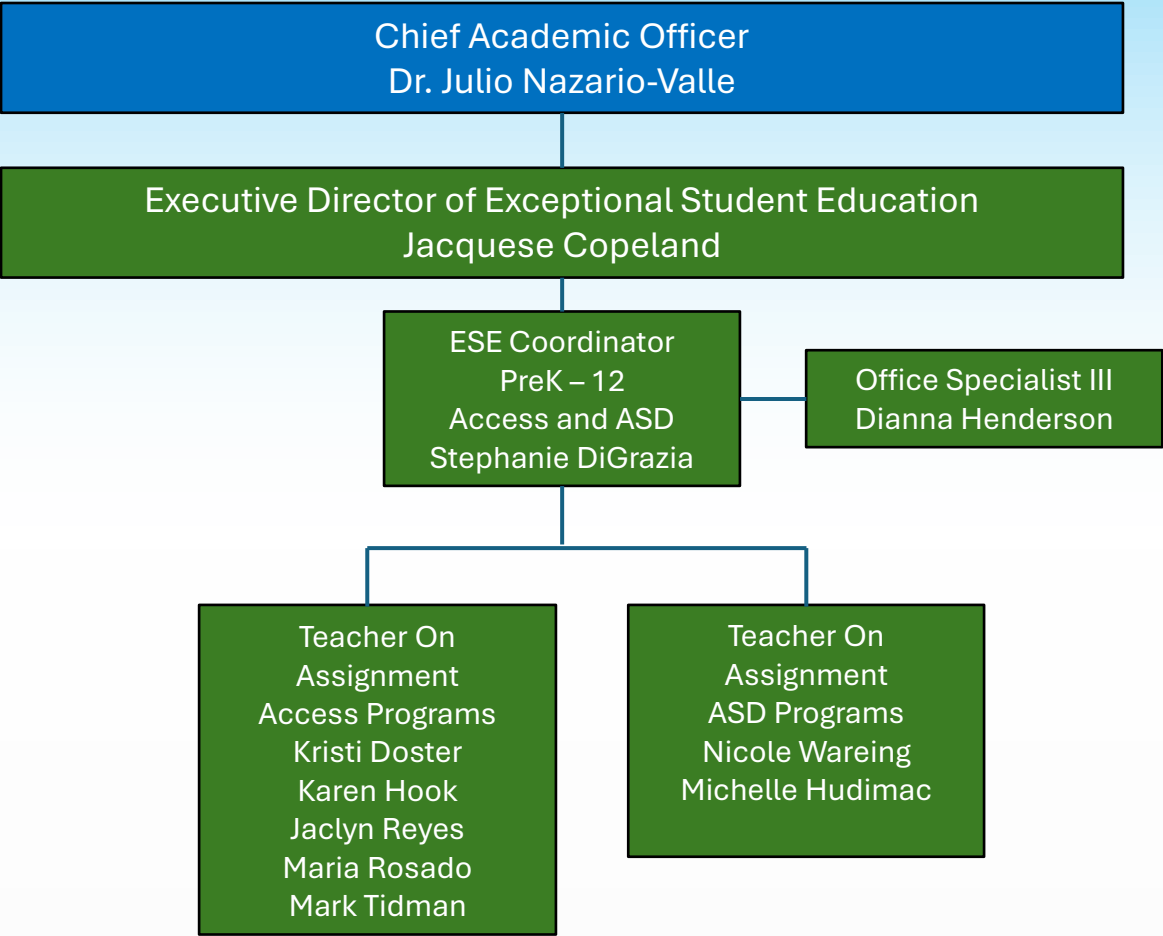 Chief Academic Officer
Dr. Julio Nazario-Valle
Executive Director of Exceptional Student Education
Jacquese Copeland
ESE Coordinator
PreK – 12
Access and ASD
Stephanie DiGrazia
Office Specialist III
Dianna Henderson
Teacher On
Assignment
Access Programs
Kristi Doster
Karen Hook
Jaclyn Reyes
Maria Rosado
Mark Tidman
Teacher On
Assignment
ASD Programs
Nicole Wareing
Michelle Hudimac